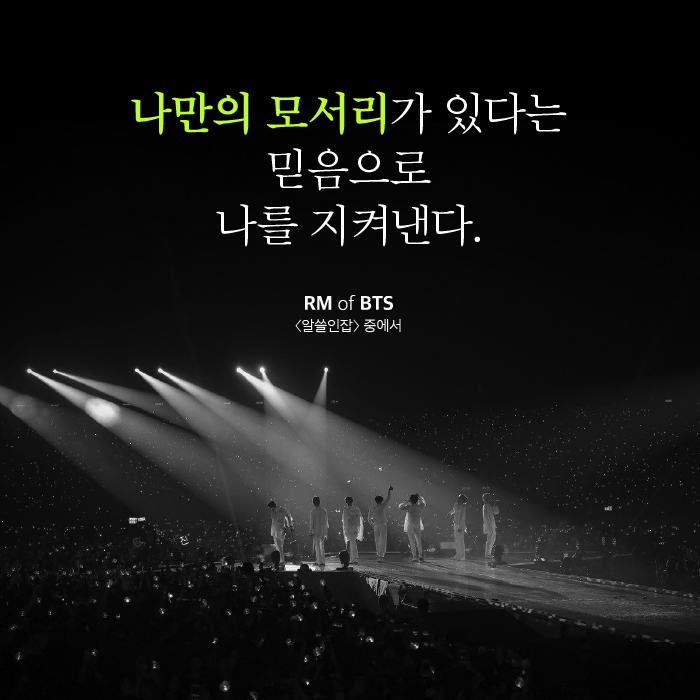 나만의 모서리가 있다는
믿음으로
나를 지켜낸다.
RM of BTS
<알쓸인잡> 중에서
진